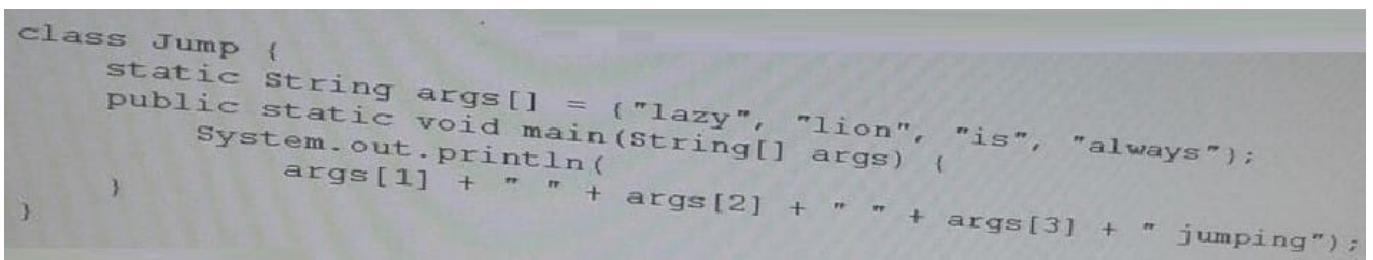 class Jump {
static String args[] = {"lazy", "lion", "is", "always"};
public static void main(String[] args) {
System.out.println(
args[1] + " " + args[2] + " " + args[3] + " jumping");
}
}